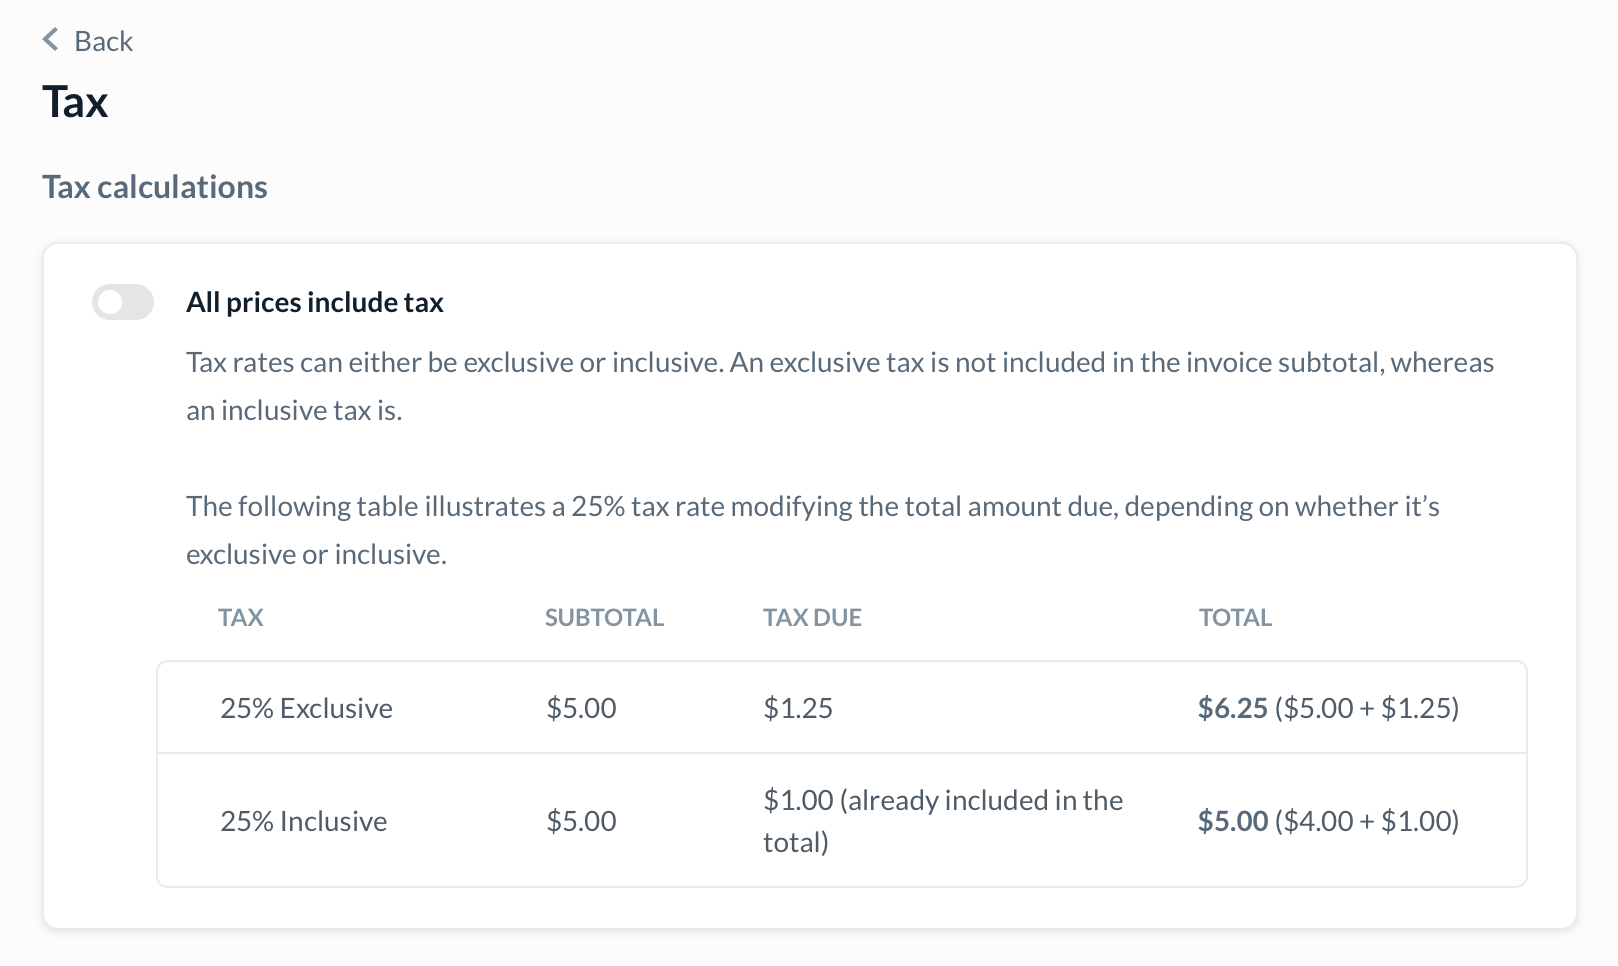 Back
Tax
Tax calculations
All prices include tax
Tax rates can either be exclusive or inclusive. An exclusive tax is not included in the invoice subtotal, whereas
an inclusive tax is.
The following table illustrates a 25% tax rate modifying the total amount due, depending on whether it’s
exclusive or inclusive.
TAX SUBTOTAL TAX DUE TOTAL
25% Exclusive $5.00 $1.25 $6.25 ($5.00 + $1.25)
25% Inclusive $5.00 $1.00 (already included in the
total) $5.00 ($4.00 + $1.00)